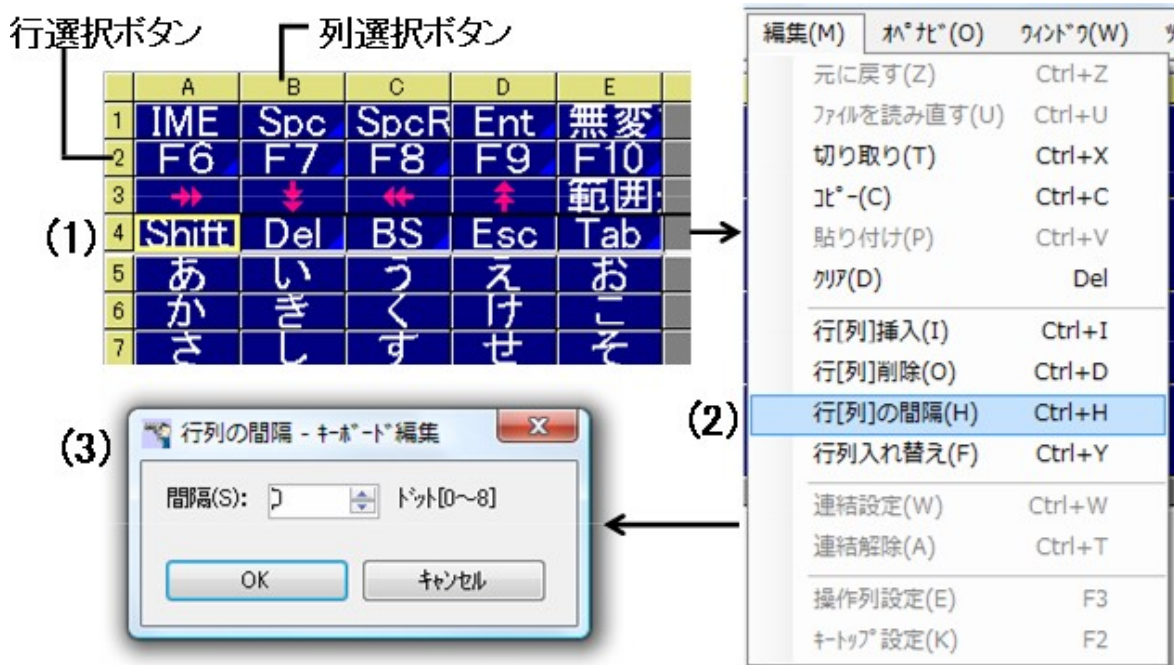 行選択ボタン
列選択ボタン
A B C D E
1 IME Spc SpcR Ent 無変
2 F6 F7 F8 F9 F10
3 範囲
(1) 4 Shift Del BS Esc Tab
5 あ い う え お
6 か き く け こ
7 さ し す せ そ
編集(M) ｵﾍﾟﾅﾋﾞ(O) ｳｨﾝﾄﾞｳ(W)
元に戻す(Z) Ctrl+Z
ﾌｧｲﾙを読み直す(U) Ctrl+U
切り取り(T) Ctrl+X
ｺﾋﾟｰ(C) Ctrl+C
貼り付け(P) Ctrl+V
ｸﾘｱ(D) Del
行[列]挿入(I) Ctrl+I
行[列]削除(O) Ctrl+D
(2) 行[列]の間隔(H) Ctrl+H
行列入れ替え(F) Ctrl+Y
連結設定(W) Ctrl+W
連結解除(A) Ctrl+T
操作列設定(E) F3
ｷｰﾄｯﾌﾟ設定(K) F2
(3) 行列の間隔 - ｷｰﾎﾞｰﾄﾞ編集
間隔(S): ﾄﾞｯﾄ[0～8]
OK ｷｬﾝｾﾙ